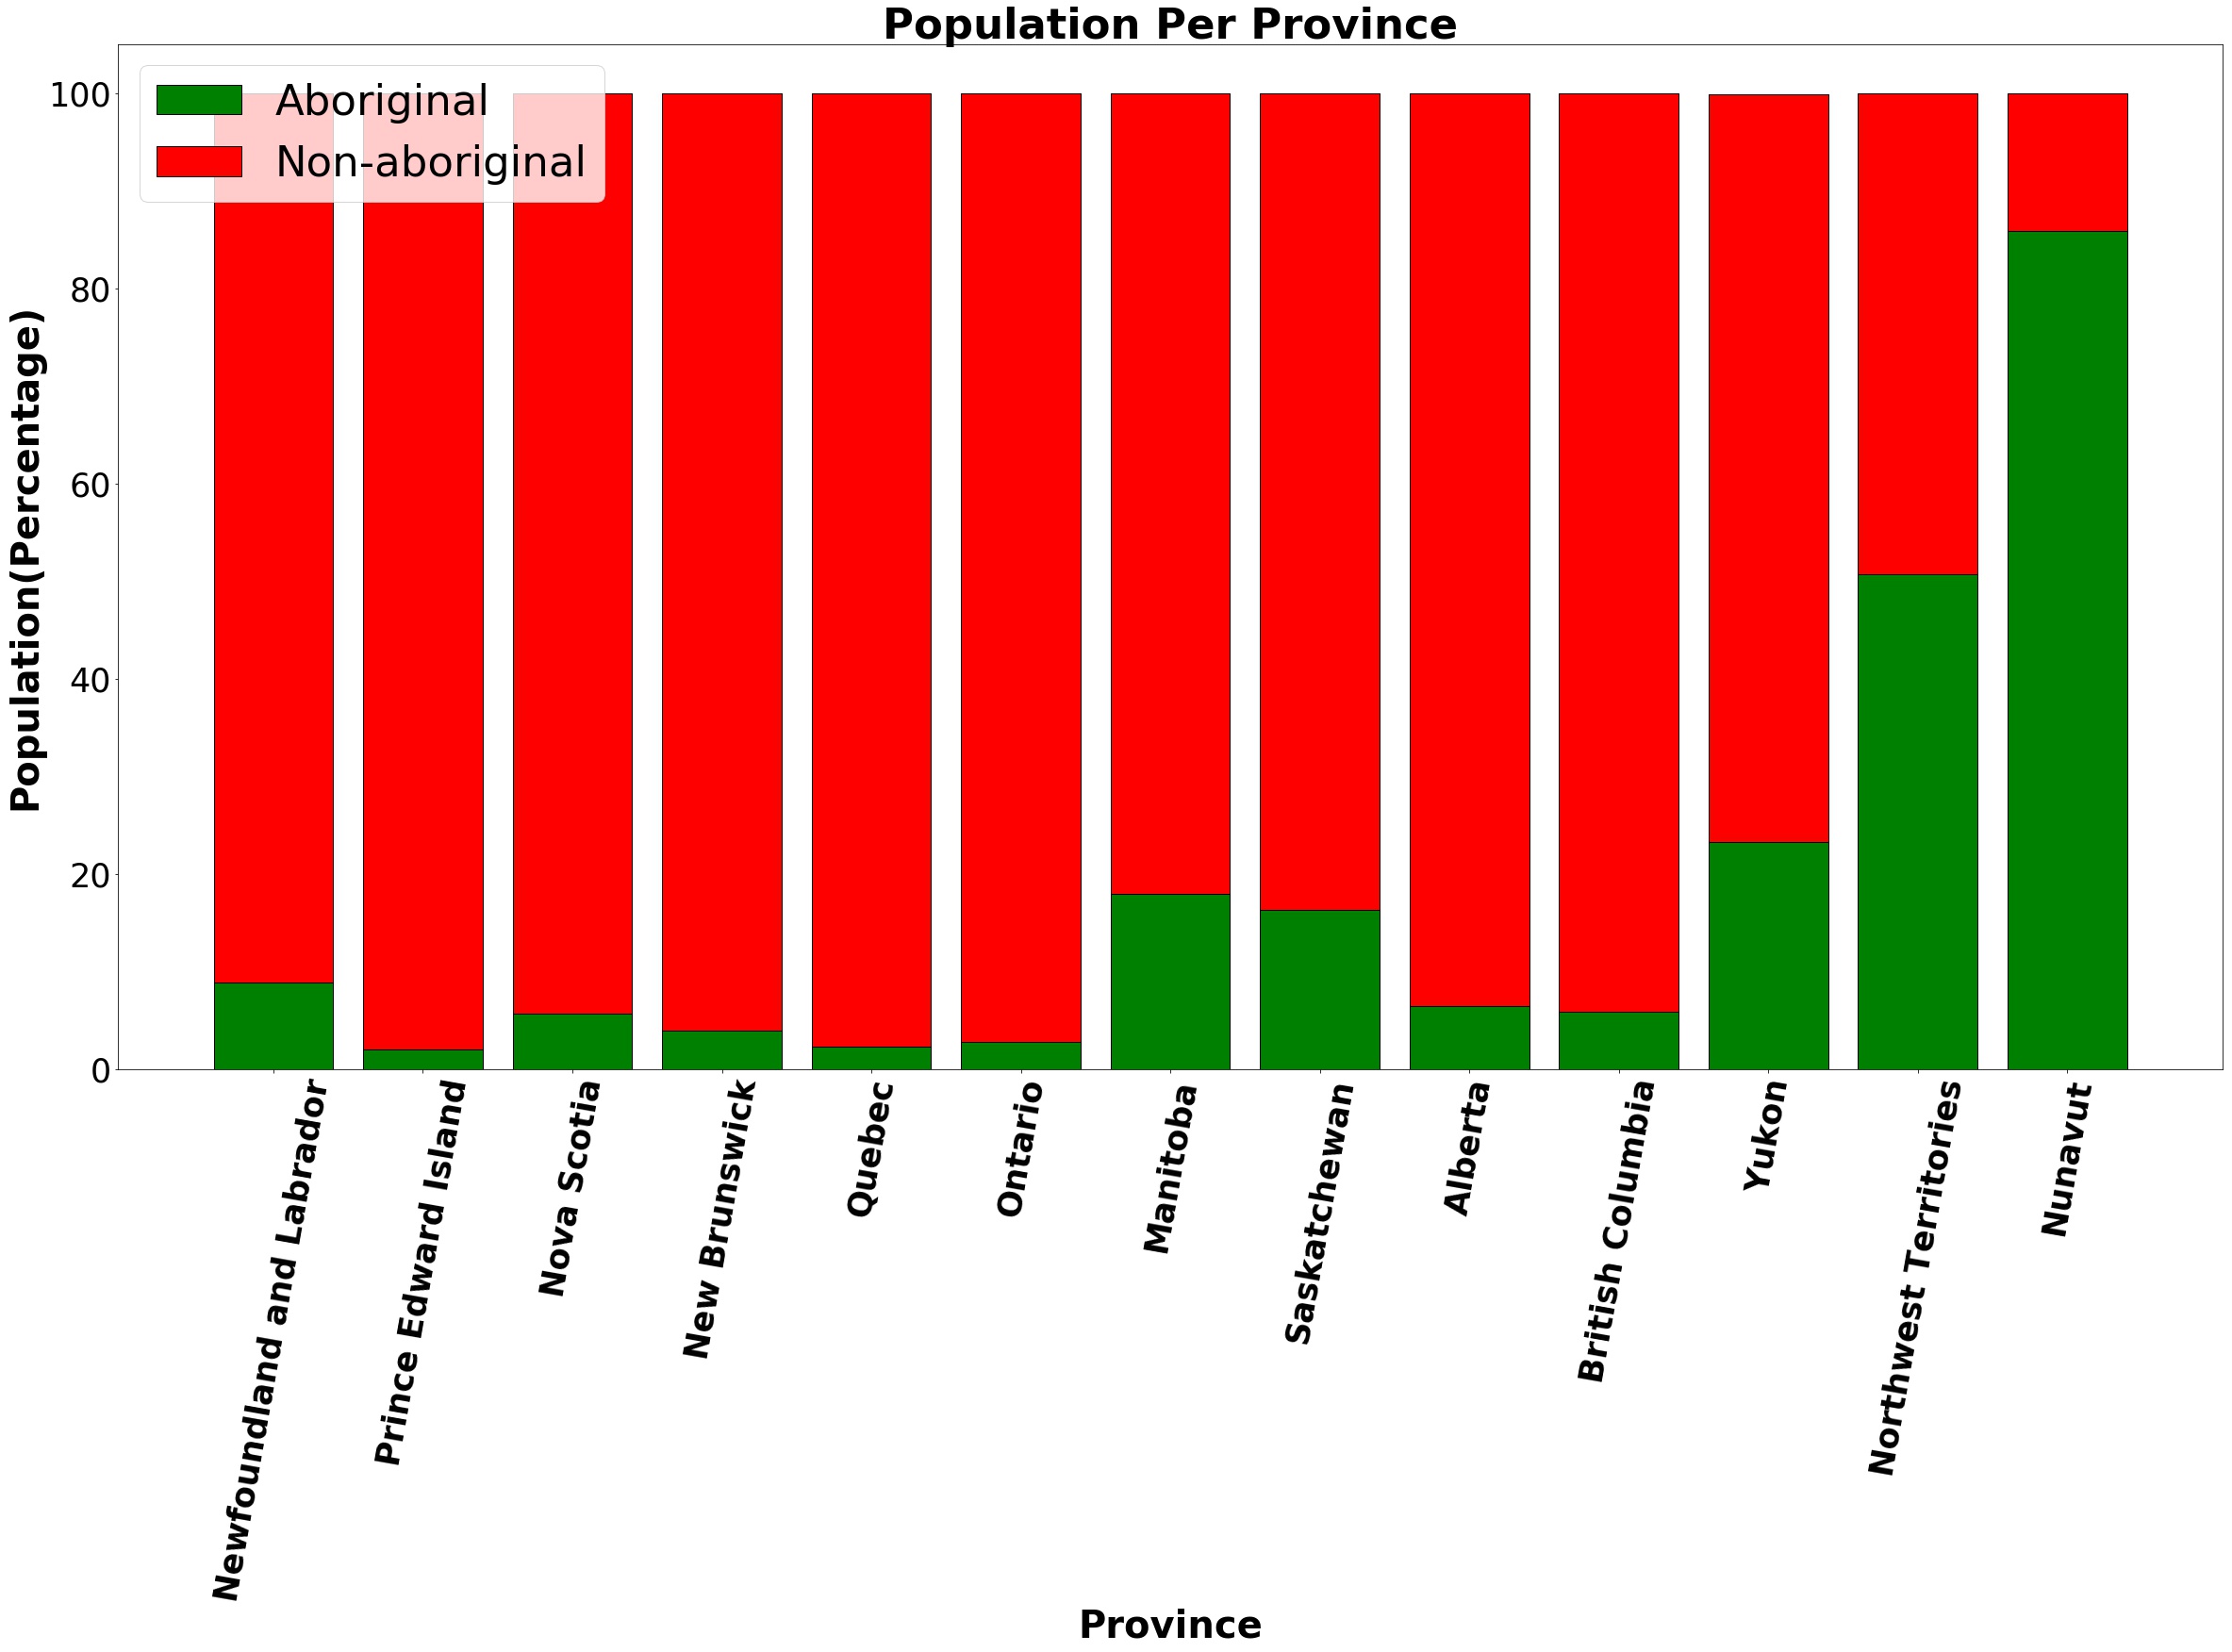 Population Per Province
Aboriginal
Non-aboriginal
Population(Percentage)
100
80
60
40
20
0
Newfoundland and Labrador
Prince Edward Island
Nova Scotia
New Brunswick
Quebec
Ontario
Manitoba
Saskatchewan
Alberta
British Columbia
Yukon
Northwest Territories
Nunavut
Province